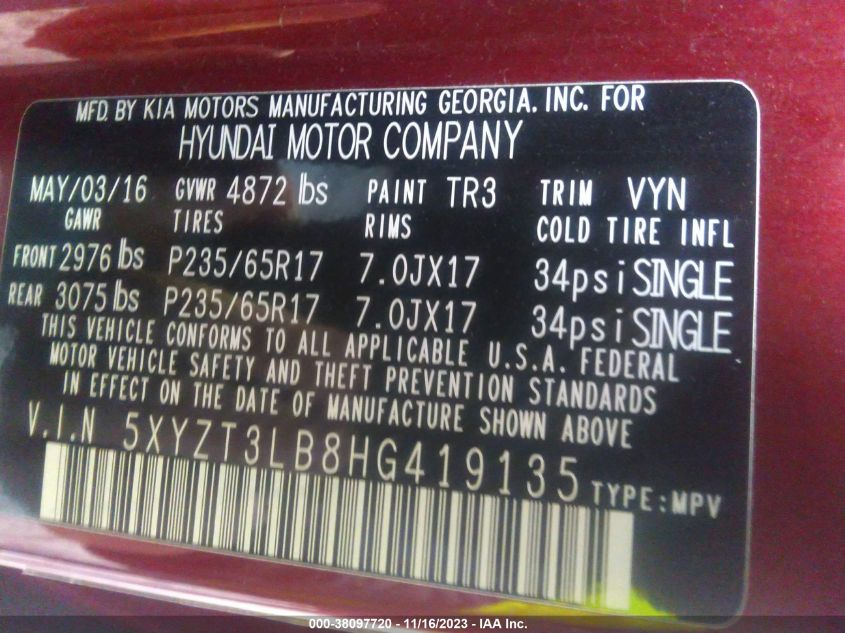 MFD. BY KIA MOTORS MANUFACTURING GEORGIA. INC. FOR
HYUNDAI MOTOR COMPANY
MAY/03/16 GVWR 4872 lbs PAINT TR3 TRIM VYN
GAWR TIRES RIMS COLD TIRE INFL
FRONT 2976 lbs P235/65R17 7.0JX17 34psi SINGLE
REAR 3075 lbs P235/65R17 7.0JX17 34psi SINGLE
THIS VEHICLE CONFORMS TO ALL APPLICABLE U.S.A. FEDERAL
MOTOR VEHICLE SAFETY AND THEFT PREVENTION STANDARDS
IN EFFECT ON THE DATE OF MANUFACTURE SHOWN ABOVE
V.I.N 5XYZT3LB8HG419135 TYPE:MPV
000-38097720 - 11/16/2023 - IAA Inc.